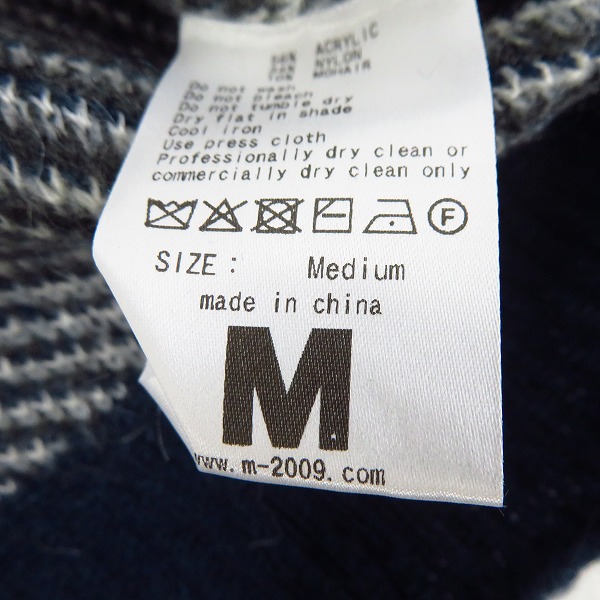 ACRYLIC
NYLON
MOHAIR
Do not wash
Do not bleach
Do not tumble dry
Dry flat in shade
Cool iron
Use press cloth
Professionally dry clean or
commercially dry clean only
F
SIZE: Medium
made in china
M
www.m-2009.com